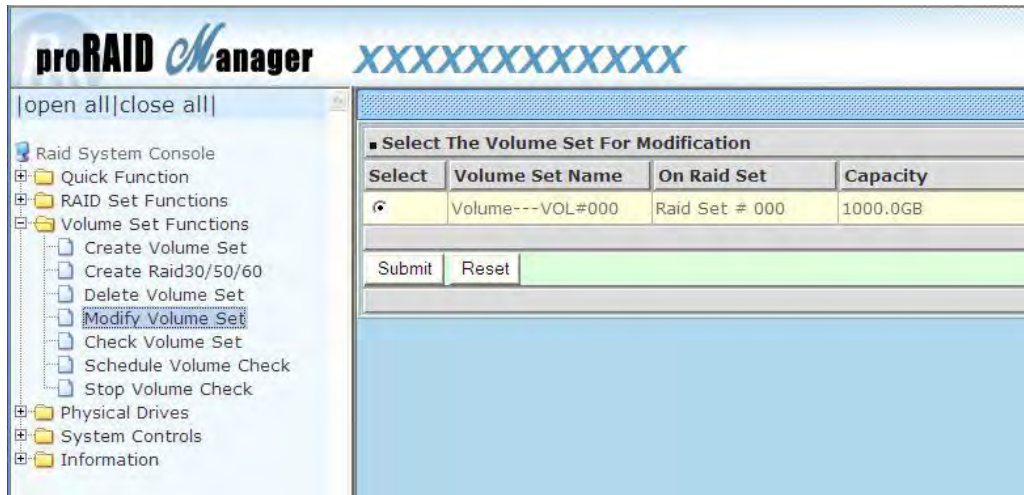 proRAID Manager XXXXXXXXXXXXX
|open all|close all|
Raid System Console
Quick Function
RAID Set Functions
Volume Set Functions
Create Volume Set
Create Raid30/50/60
Delete Volume Set
Modify Volume Set
Check Volume Set
Schedule Volume Check
Stop Volume Check
Physical Drives
System Controls
Information
Select The Volume Set For Modification
Select Volume Set Name On Raid Set Capacity
Volume---VOL#000 Raid Set # 000 1000.0GB
Submit Reset